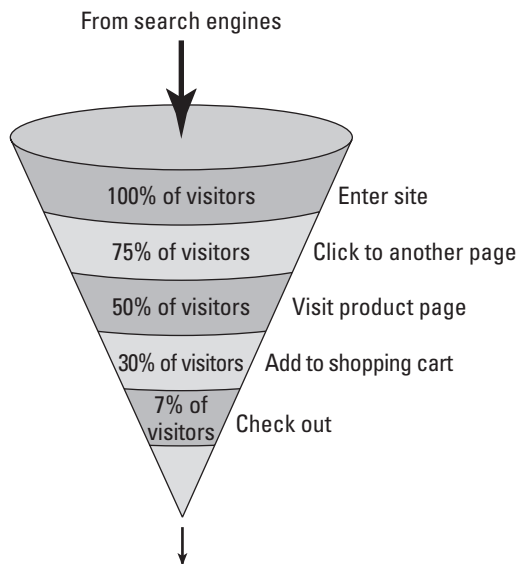 From search engines
100% of visitors
Enter site
75% of visitors
Click to another page
50% of visitors
Visit product page
30% of visitors
Add to shopping cart
7% of
visitors
Check out